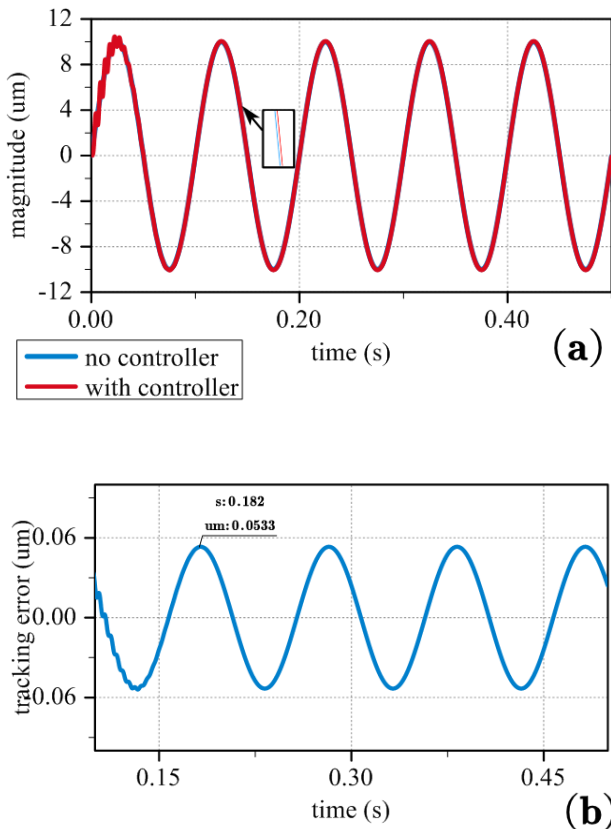 12
8
4
0
-4
-8
-12
magnitude (um)
0.00
0.20
0.40
time (s)
(a)
no controller
with controller
s:0.182
um:0.0533
0.06
0.00
0.06
tracking error (um)
0.15
0.30
0.45
time (s)
(b)